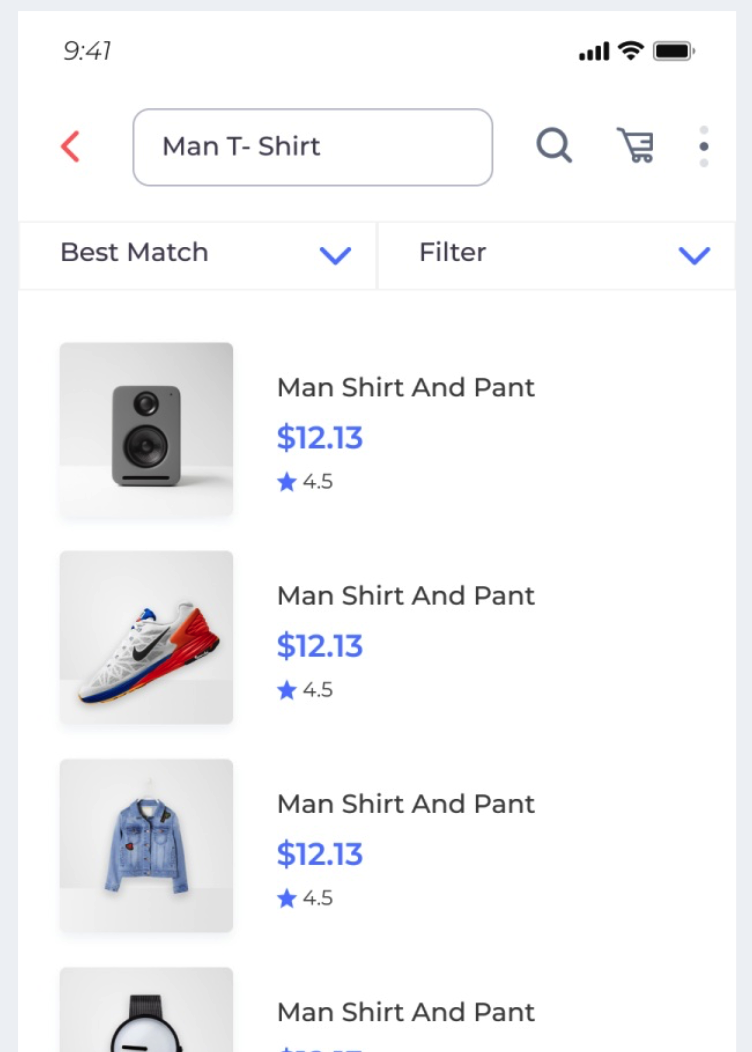 9:41
Man T- Shirt
Best Match
Filter
Man Shirt And Pant
$12.13
4.5
Man Shirt And Pant
$12.13
4.5
Man Shirt And Pant
$12.13
4.5
Man Shirt And Pant